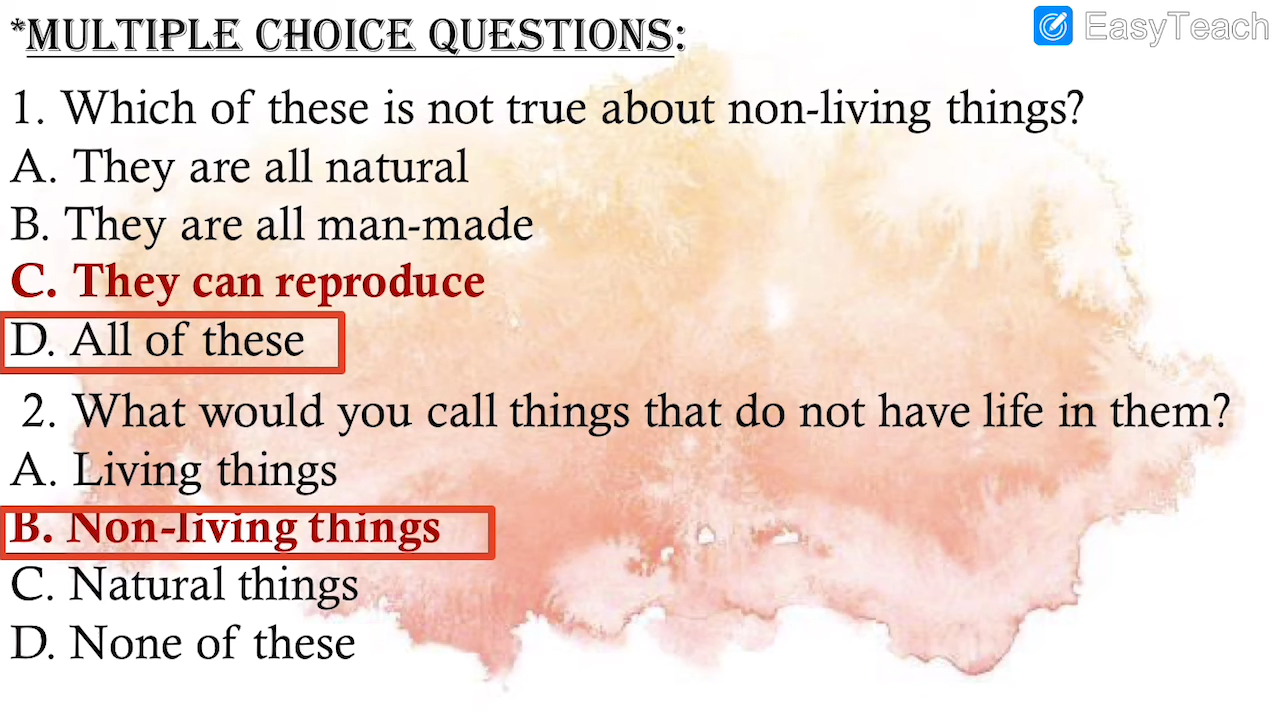 *MULTIPLE CHOICE QUESTIONS:
EasyTeach
1. Which of these is not true about non-living things?
A. They are all natural
B. They are all man-made
C. They can reproduce
D. All of these
2. What would you call things that do not have life in them?
A. Living things
B. Non-living things
C. Natural things
D. None of these